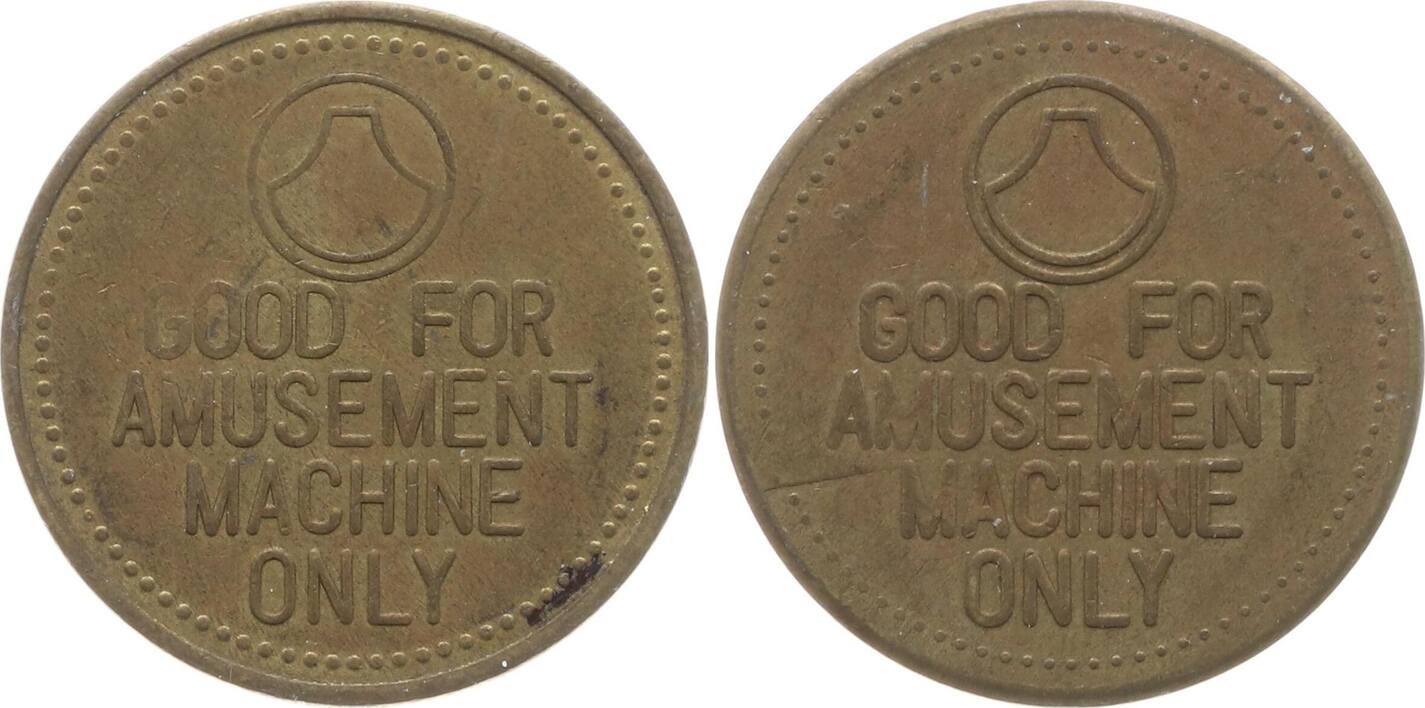 GOOD FOR
AMUSEMENT
MACHINE
ONLY
GOOD FOR
AMUSEMENT
MACHINE
ONLY